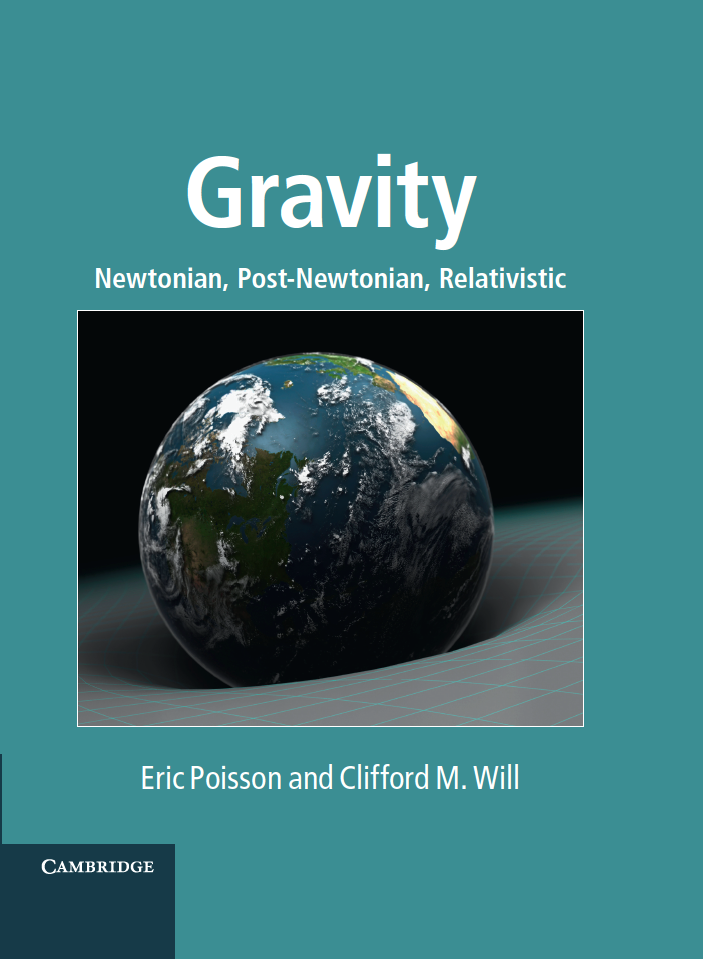 Gravity
Newtonian, Post-Newtonian, Relativistic
Eric Poisson and Clifford M. Will
CAMBRIDGE